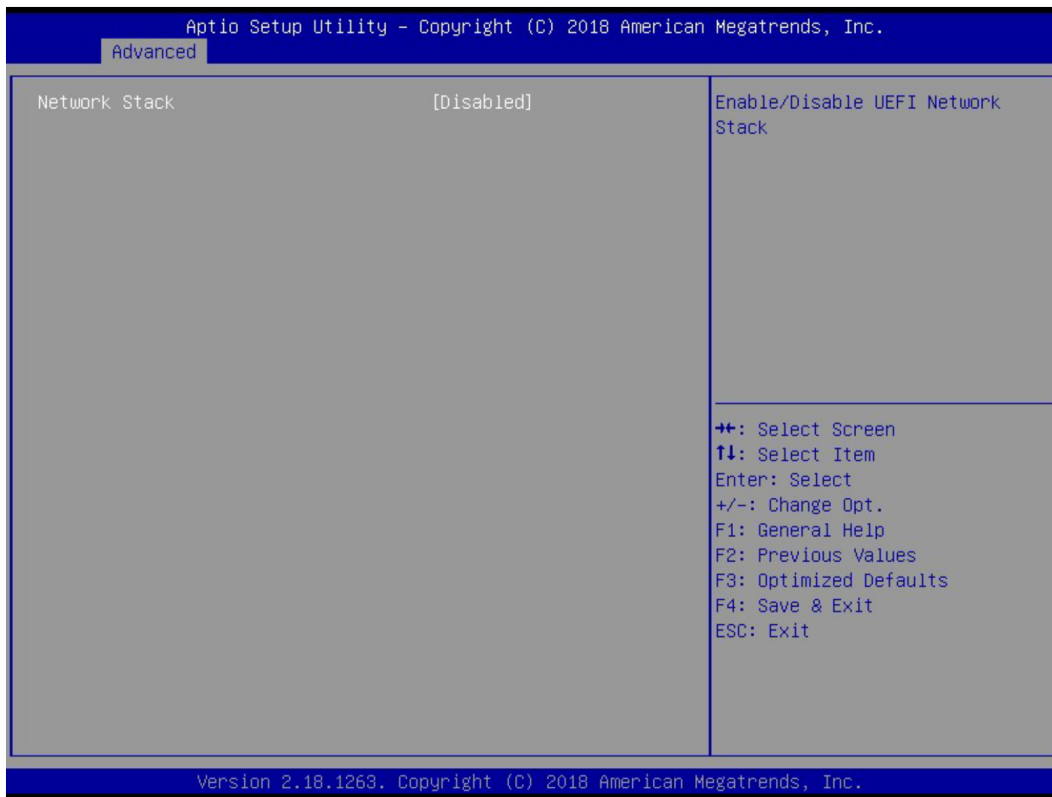 Aptio Setup Utility – Copyright (C) 2018 American Megatrends, Inc.
Advanced
Network Stack [Disabled]
Enable/Disable UEFI Network
Stack
→←: Select Screen
↑↓: Select Item
Enter: Select
+/-: Change Opt.
F1: General Help
F2: Previous Values
F3: Optimized Defaults
F4: Save & Exit
ESC: Exit
Version 2.18.1263. Copyright (C) 2018 American Megatrends, Inc.